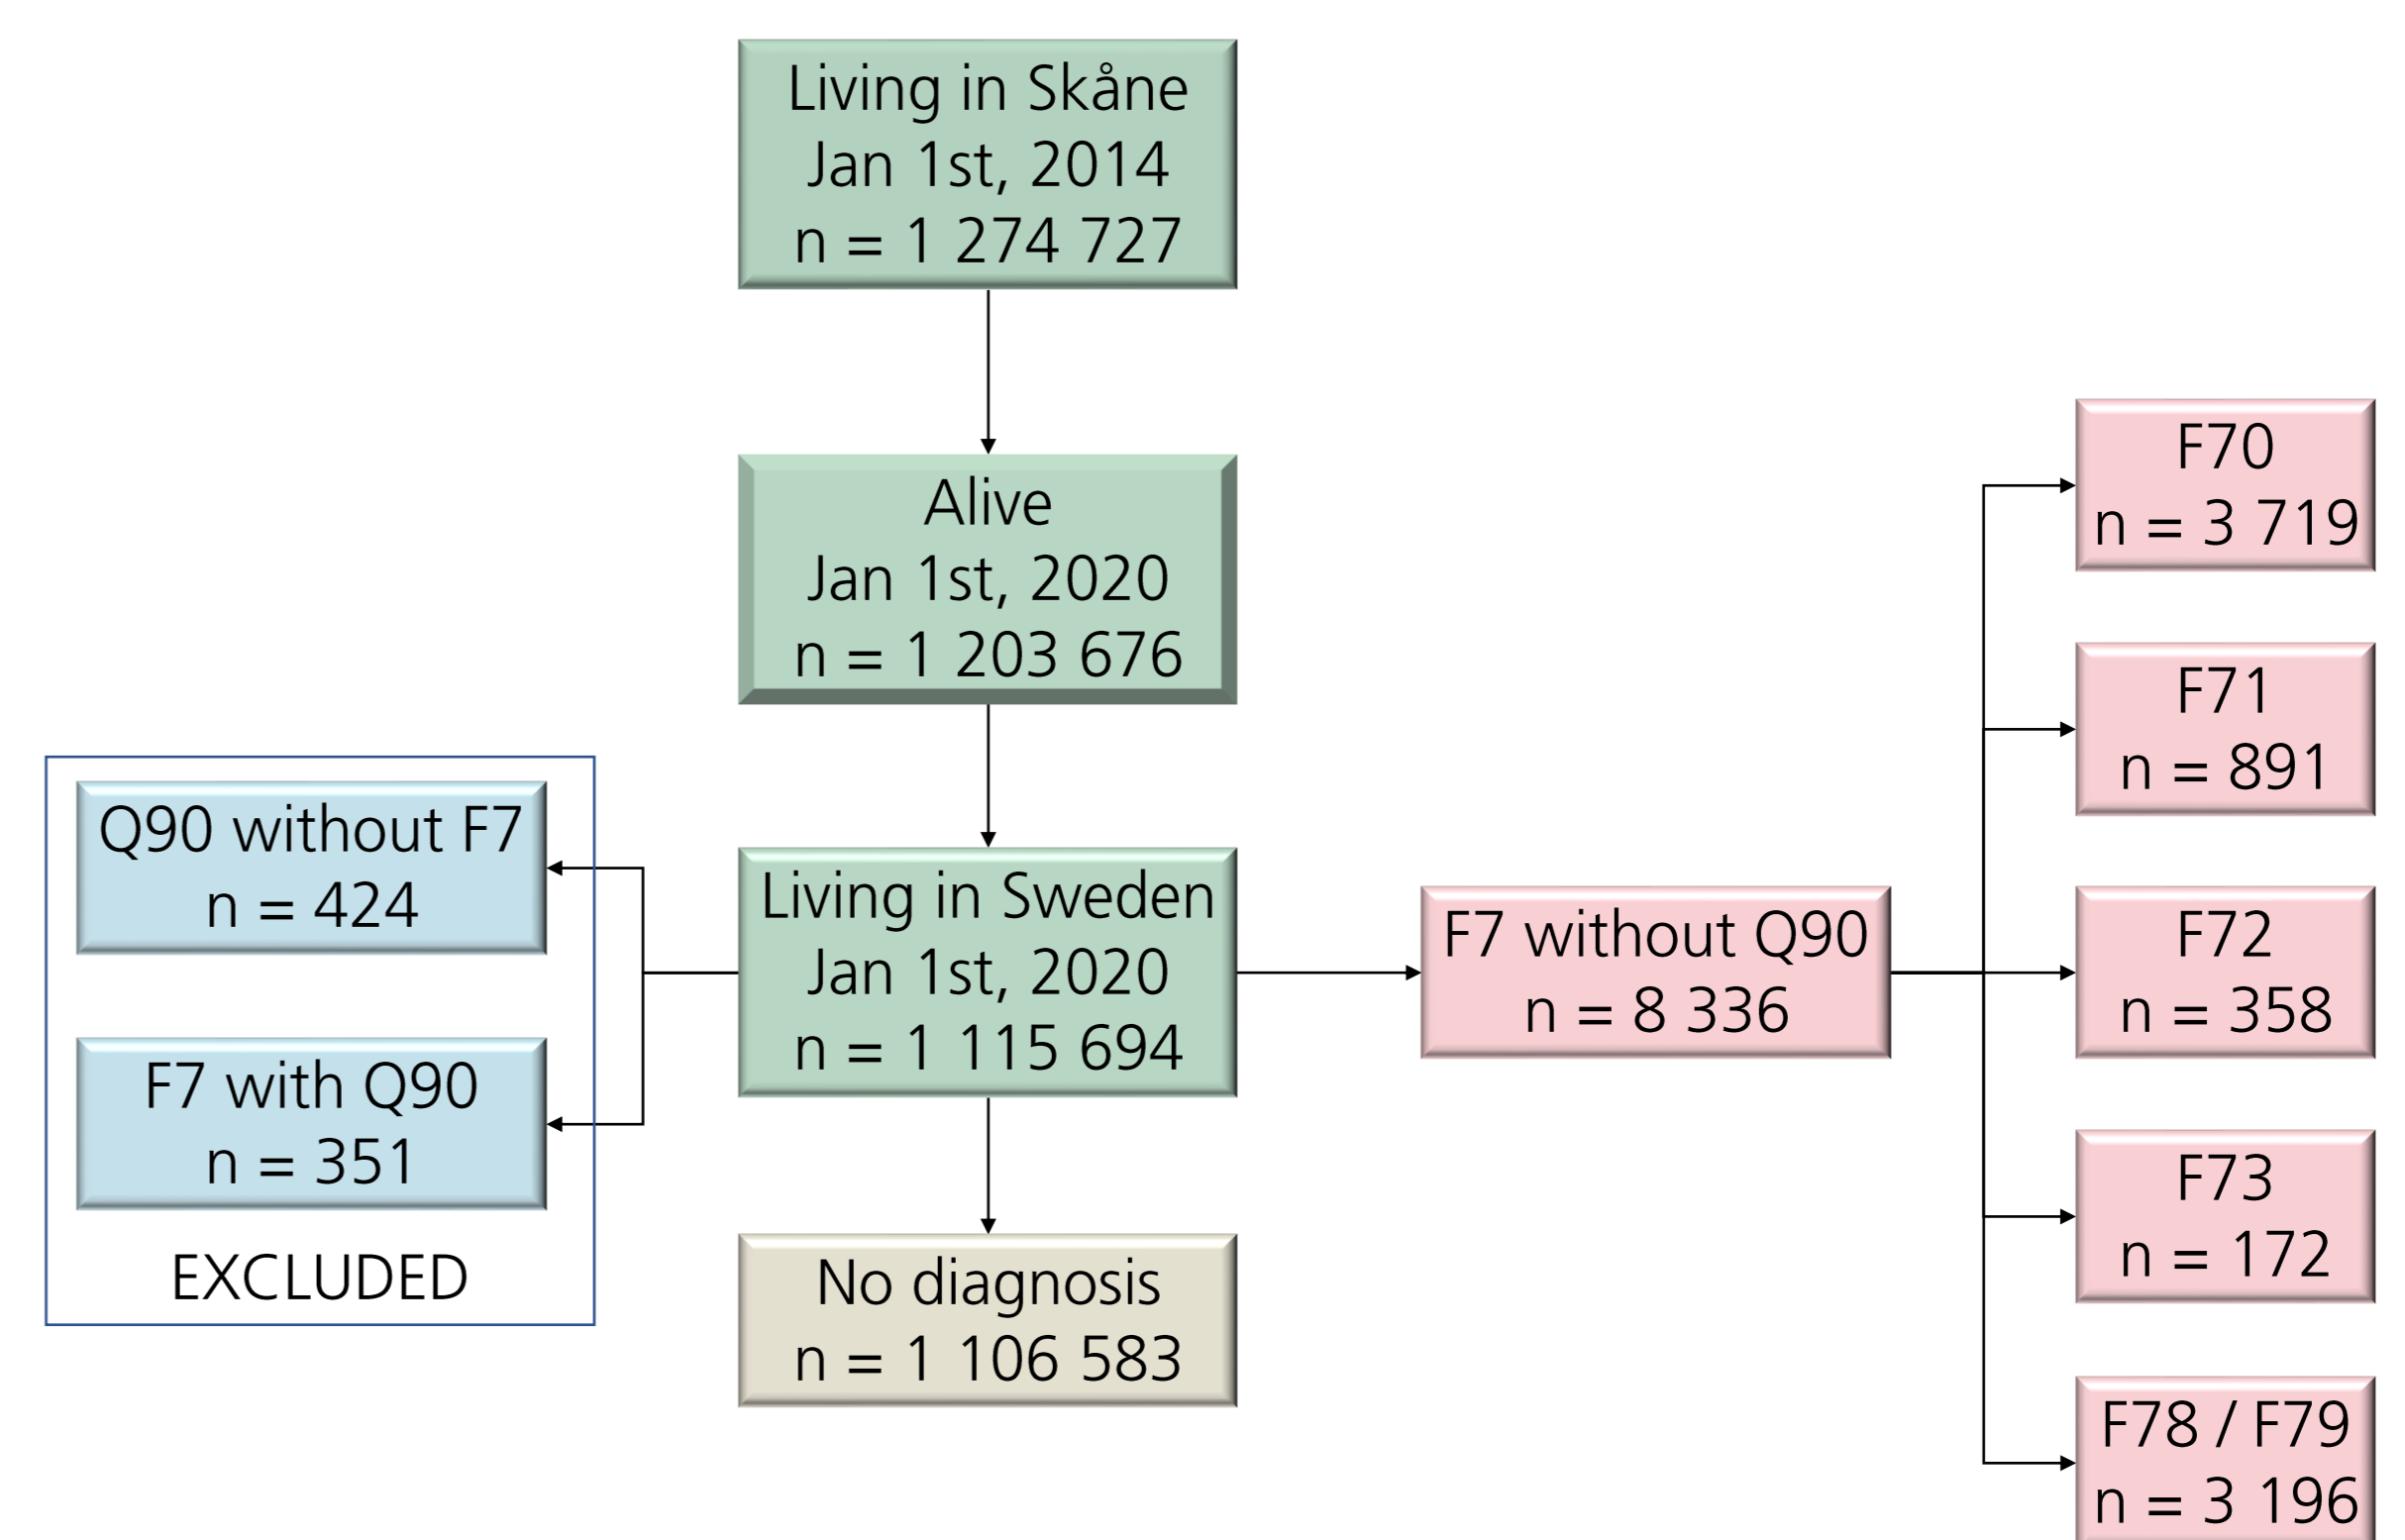 Living in Skåne
Jan 1st, 2014
n = 1 274 727
Alive
Jan 1st, 2020
n = 1 203 676
Q90 without F7
n = 424
F7 with Q90
n = 351
EXCLUDED
Living in Sweden
Jan 1st, 2020
n = 1 115 694
No diagnosis
n = 1 106 583
F7 without Q90
n = 8 336
F70
n = 3 719
F71
n = 891
F72
n = 358
F73
n = 172
F78 / F79
n = 3 196